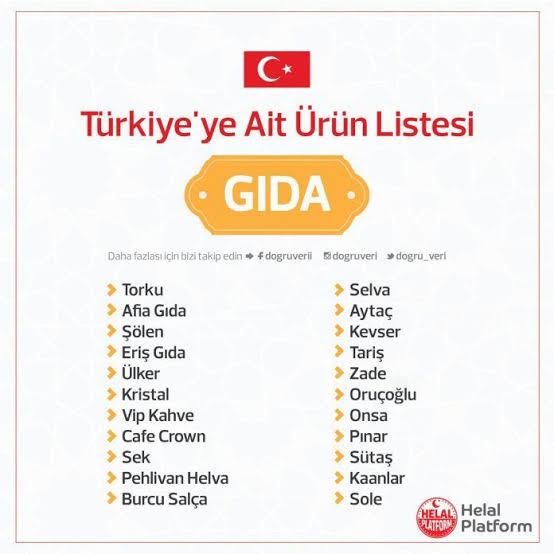 Türkiye'ye Ait Ürün Listesi
GIDA
Daha fazlası için bizi takip edin dogruverii dogruveri dogru_veri
Torku
Afia Gıda
Şölen
Eriş Gıda
Ülker
Kristal
Vip Kahve
Cafe Crown
Sek
Pehlivan Helva
Burcu Salça
Selva
Aytaç
Kevser
Tariş
Zade
Oruçoğlu
Onsa
Pınar
Sütaş
Kaanlar
Sole
HELAL
PLATFORM
Helal
Platform